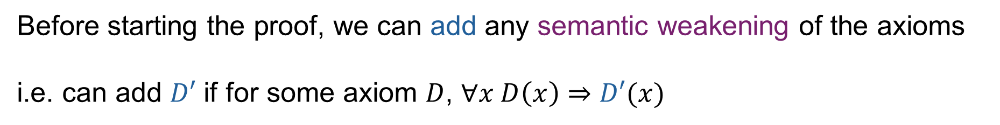 Before starting the proof, we can add any semantic weakening of the axioms
i.e. can add D′ if for some axiom D, ∀x D(x) ⇒ D′(x)